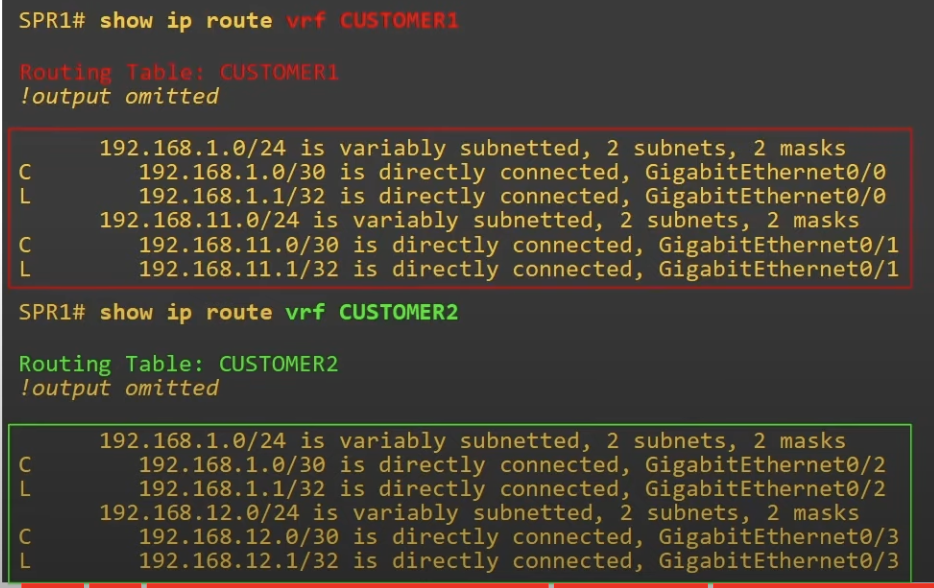 SPR1# show ip route vrf CUSTOMER1
Routing Table: CUSTOMER1
!output omitted
192.168.1.0/24 is variably subnetted, 2 subnets, 2 masks
C 192.168.1.0/30 is directly connected, GigabitEthernet0/0
L 192.168.1.1/32 is directly connected, GigabitEthernet0/0
192.168.11.0/24 is variably subnetted, 2 subnets, 2 masks
C 192.168.11.0/30 is directly connected, GigabitEthernet0/1
L 192.168.11.1/32 is directly connected, GigabitEthernet0/1
SPR1# show ip route vrf CUSTOMER2
Routing Table: CUSTOMER2
!output omitted
192.168.1.0/24 is variably subnetted, 2 subnets, 2 masks
C 192.168.1.0/30 is directly connected, GigabitEthernet0/2
L 192.168.1.1/32 is directly connected, GigabitEthernet0/2
192.168.12.0/24 is variably subnetted, 2 subnets, 2 masks
C 192.168.12.0/30 is directly connected, GigabitEthernet0/3
L 192.168.12.1/32 is directly connected, GigabitEthernet0/3